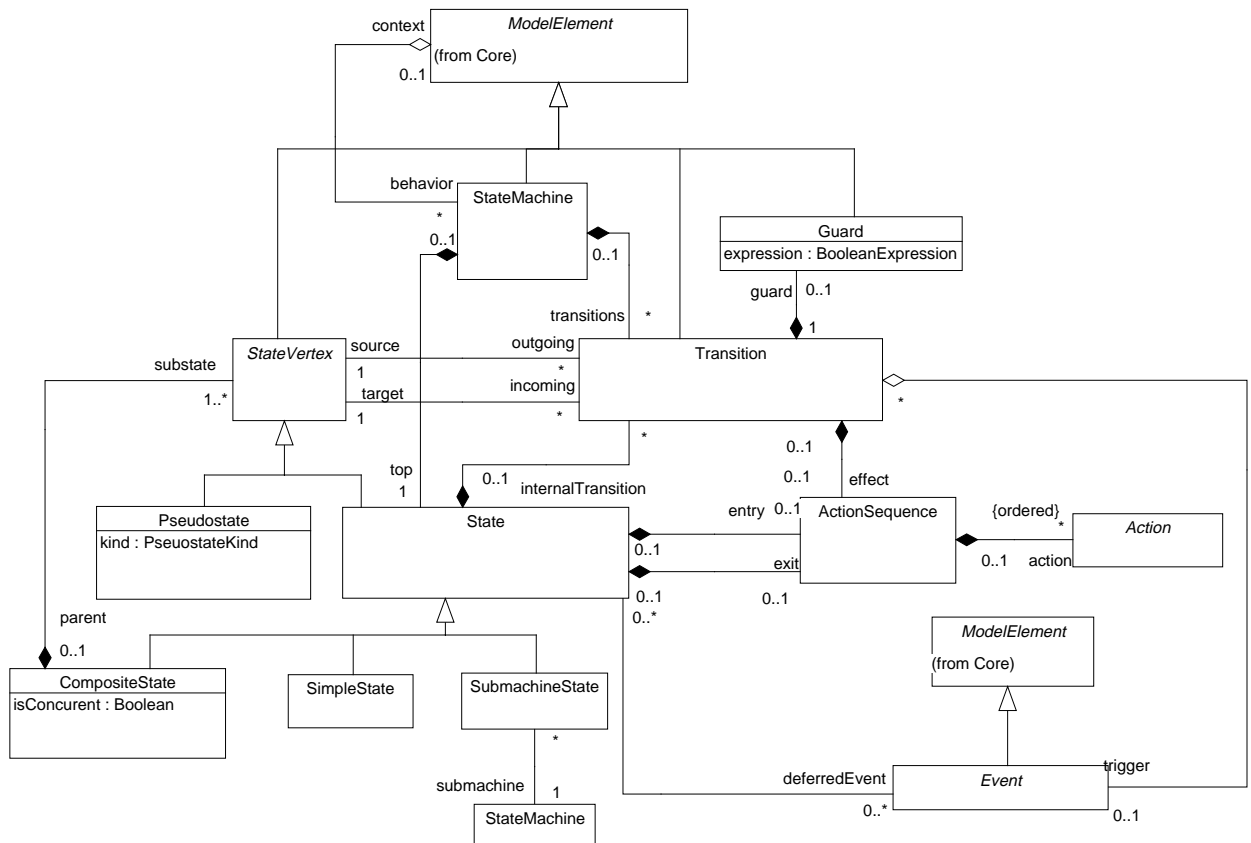 context
ModelElement
(from Core)
0..1
behavior
StateMachine
*
0..1
0..1
Guard
expression : BooleanExpression
guard
0..1
transitions
*
1
StateVertex
source
outgoing
Transition
substate
1
*
1..*
target
incoming
1
*
*
*
0..1
0..1
effect
top
0..1
internalTransition
1
Pseudostate
kind : PseuostateKind
State
entry
0..1
ActionSequence
{ordered}
*
Action
0..1
0..1
action
exit
0..1
0..1
0..*
parent
0..1
ModelElement
(from Core)
CompositeState
isConcurent : Boolean
SimpleState
SubmachineState
*
submachine
1
StateMachine
deferredEvent
0..*
Event
trigger
0..1